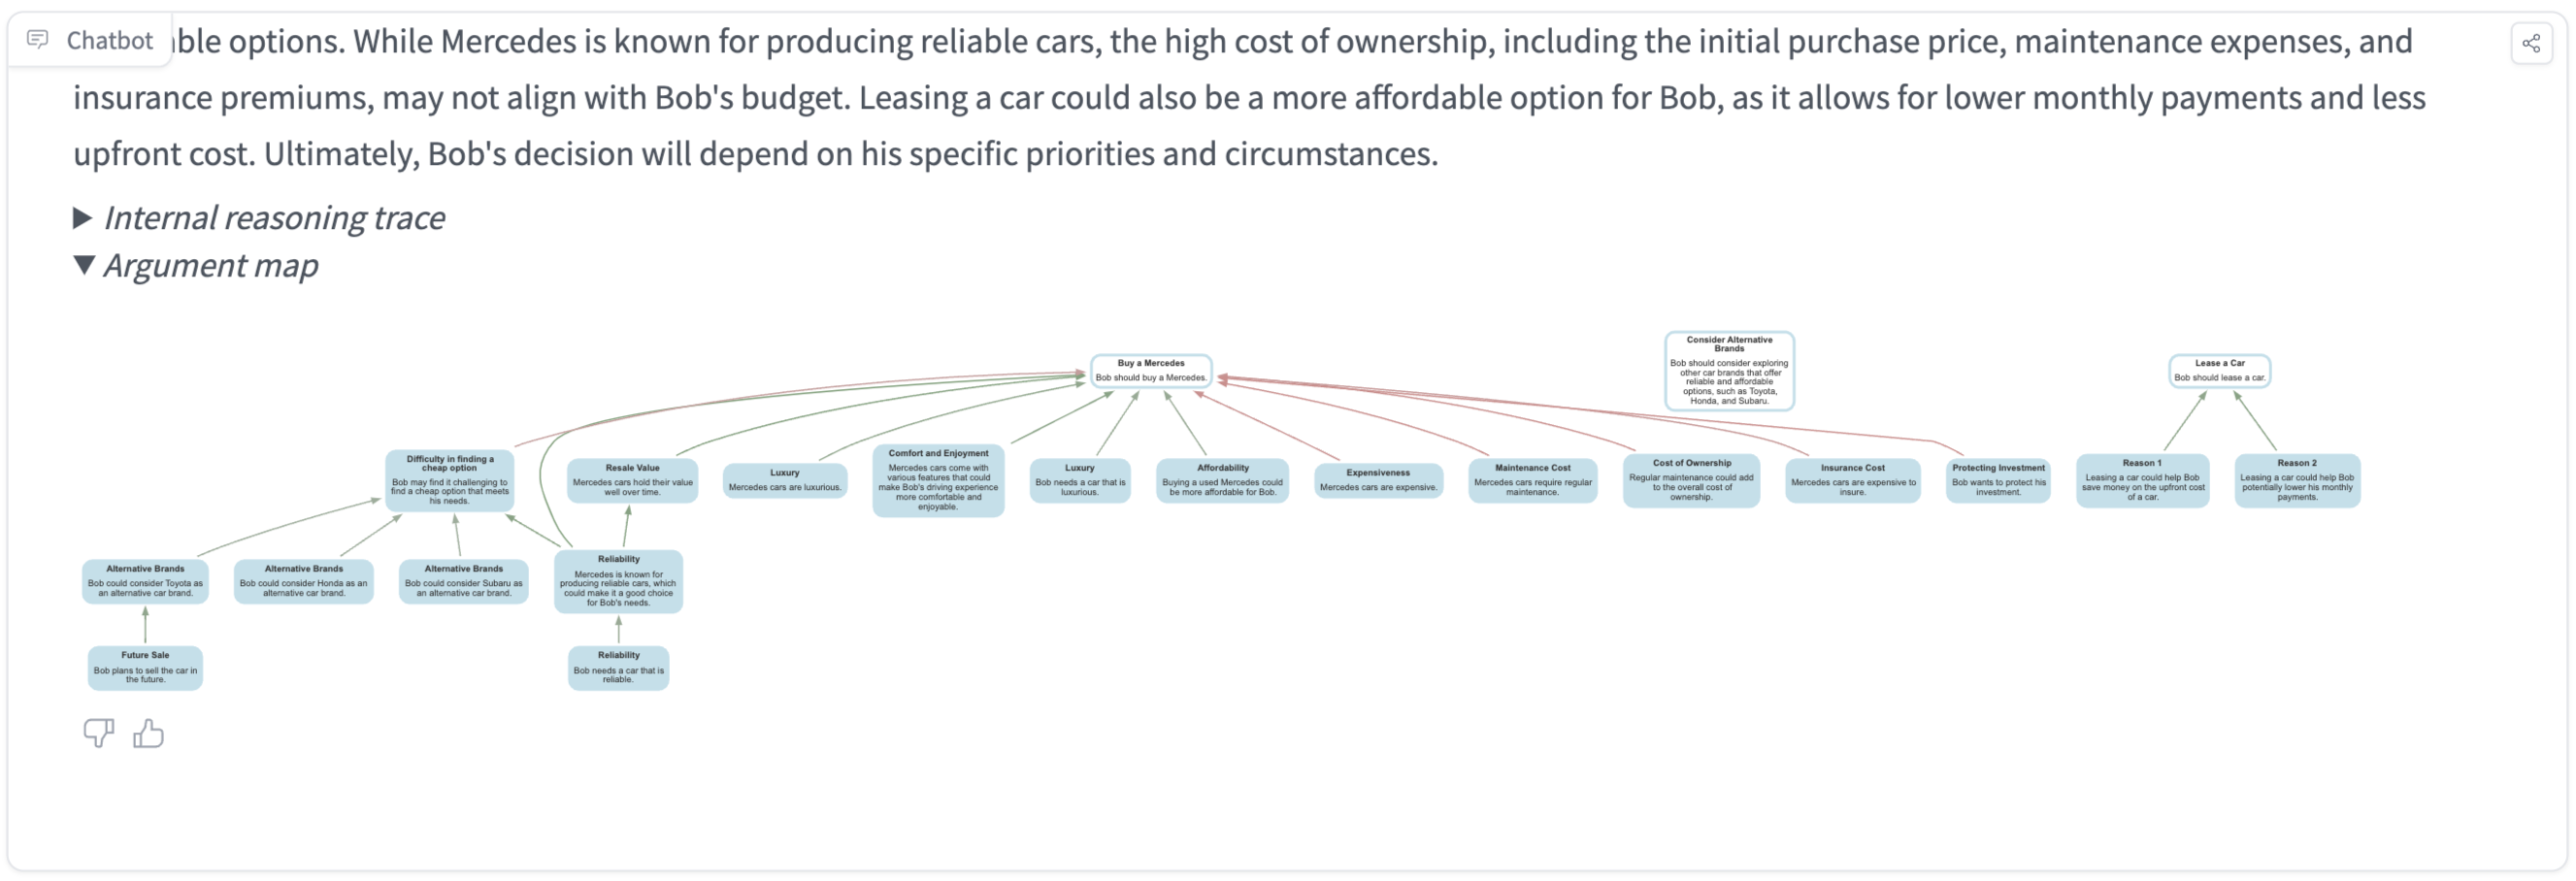 Chatbot
able options. While Mercedes is known for producing reliable cars, the high cost of ownership, including the initial purchase price, maintenance expenses, and
insurance premiums, may not align with Bob's budget. Leasing a car could also be a more affordable option for Bob, as it allows for lower monthly payments and less
upfront cost. Ultimately, Bob's decision will depend on his specific priorities and circumstances.
Internal reasoning trace
Argument map
Buy a Mercedes
Bob should buy a Mercedes.
Consider Alternative
Brands
Bob should consider exploring
other car brands that offer
reliable and affordable
options, such as Toyota,
Honda, and Subaru.
Lease a Car
Bob should lease a car.
Difficulty in finding a
cheap option
Bob may find it challenging to
find a cheap option that meets
his needs.
Resale Value
Mercedes cars hold their value
well over time.
Luxury
Mercedes cars are luxurious.
Comfort and Enjoyment
Mercedes cars come with
various features that could
make Bob's driving experience
more comfortable and
enjoyable.
Luxury
Bob needs a car that is
luxurious.
Affordability
Buying a used Mercedes could
be more affordable for Bob.
Expensiveness
Mercedes cars are expensive.
Maintenance Cost
Mercedes cars require regular
maintenance.
Cost of Ownership
Regular maintenance could add
to the overall cost of
ownership.
Insurance Cost
Mercedes cars are expensive to
insure.
Protecting Investment
Bob wants to protect his
investment.
Reason 1
Leasing a car could help Bob
save money on the upfront cost
of a car.
Reason 2
Leasing a car could help Bob
potentially lower his monthly
payments.
Alternative Brands
Bob could consider Toyota as
an alternative car brand.
Alternative Brands
Bob could consider Honda as an
alternative car brand.
Alternative Brands
Bob could consider Subaru as
an alternative car brand.
Reliability
Mercedes is known for
producing reliable cars, which
could make it a good choice
for Bob's needs.
Future Sale
Bob plans to sell the car in
the future.
Reliability
Bob needs a car that is
reliable.